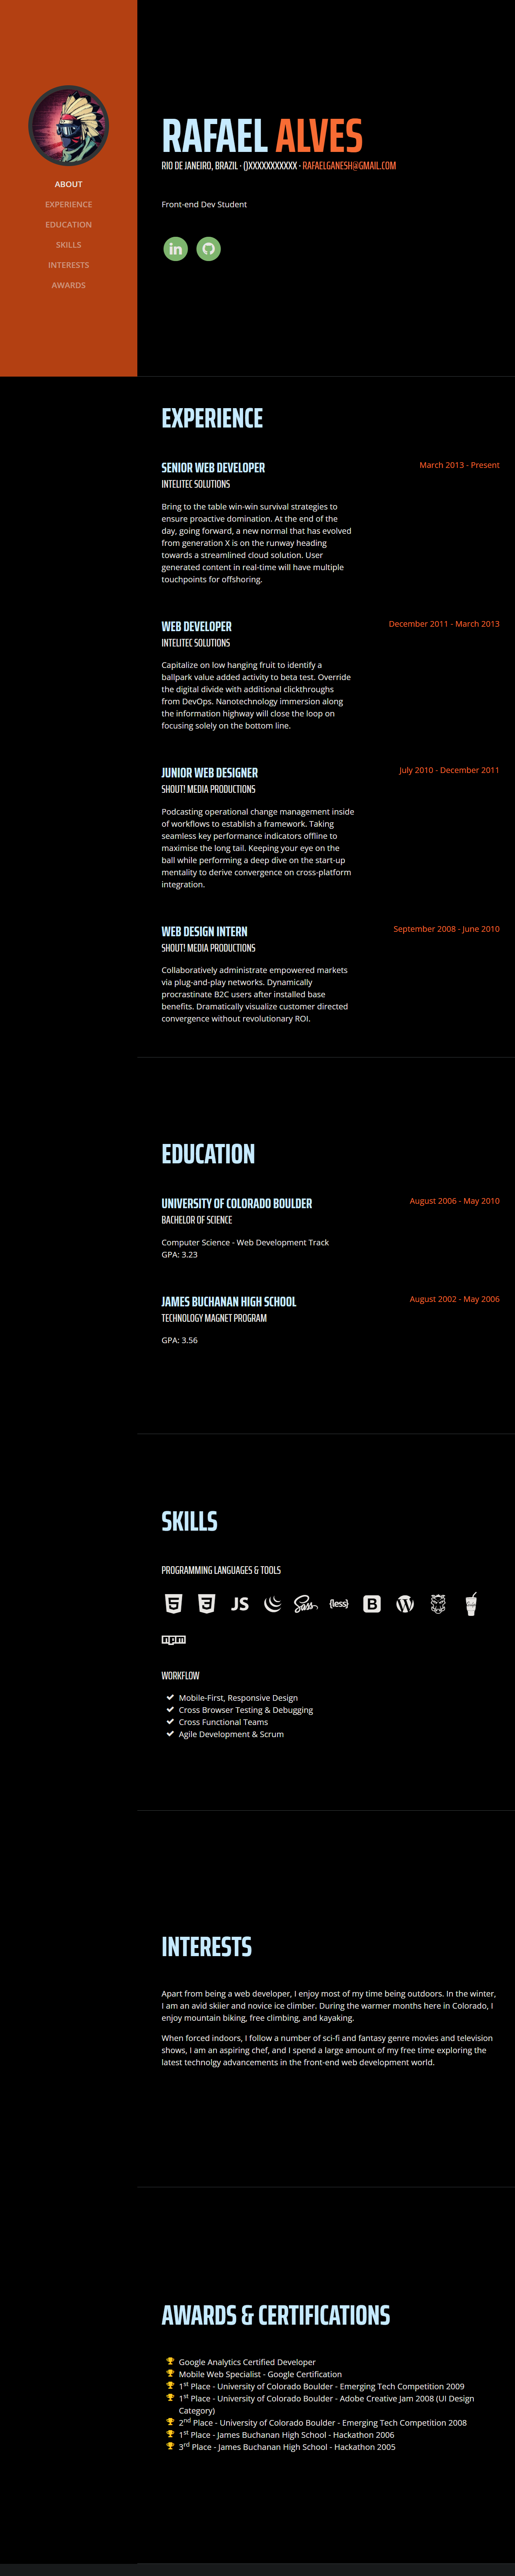 ABOUT
EXPERIENCE
EDUCATION
SKILLS
INTERESTS
AWARDS
RAFAEL ALVES
RIO DE JANEIRO, BRAZIL · ()XXXXXXXXXXX · RAFAELGANESH@GMAIL.COM
Front-end Dev Student
in
EXPERIENCE
SENIOR WEB DEVELOPER
March 2013 - Present
INTELITEC SOLUTIONS
Bring to the table win-win survival strategies to
ensure proactive domination. At the end of the
day, going forward, a new normal that has evolved
from generation X is on the runway heading
towards a streamlined cloud solution. User
generated content in real-time will have multiple
touchpoints for offshoring.
WEB DEVELOPER
December 2011 - March 2013
INTELITEC SOLUTIONS
Capitalize on low hanging fruit to identify a
ballpark value added activity to beta test. Override
the digital divide with additional clickthroughs
from DevOps. Nanotechnology immersion along
the information highway will close the loop on
focusing solely on the bottom line.
JUNIOR WEB DESIGNER
July 2010 - December 2011
SHOUT! MEDIA PRODUCTIONS
Podcasting operational change management inside
of workflows to establish a framework. Taking
seamless key performance indicators offline to
maximise the long tail. Keeping your eye on the
ball while performing a deep dive on the start-up
mentality to derive convergence on cross-platform
integration.
WEB DESIGN INTERN
September 2008 - June 2010
SHOUT! MEDIA PRODUCTIONS
Collaboratively administrate empowered markets
via plug-and-play networks. Dynamically
procrastinate B2C users after installed base
benefits. Dramatically visualize customer directed
convergence without revolutionary ROI.
EDUCATION
UNIVERSITY OF COLORADO BOULDER
August 2006 - May 2010
BACHELOR OF SCIENCE
Computer Science - Web Development Track
GPA: 3.23
JAMES BUCHANAN HIGH SCHOOL
August 2002 - May 2006
TECHNOLOGY MAGNET PROGRAM
GPA: 3.56
SKILLS
PROGRAMMING LANGUAGES & TOOLS
5 3 JS Sass {less} B W
npm
WORKFLOW
Mobile-First, Responsive Design
Cross Browser Testing & Debugging
Cross Functional Teams
Agile Development & Scrum
INTERESTS
Apart from being a web developer, I enjoy most of my time being outdoors. In the winter,
I am an avid skiier and novice ice climber. During the warmer months here in Colorado, I
enjoy mountain biking, free climbing, and kayaking.
When forced indoors, I follow a number of sci-fi and fantasy genre movies and television
shows, I am an aspiring chef, and I spend a large amount of my free time exploring the
latest technolgy advancements in the front-end web development world.
AWARDS & CERTIFICATIONS
Google Analytics Certified Developer
Mobile Web Specialist - Google Certification
1st Place - University of Colorado Boulder - Emerging Tech Competition 2009
1st Place - University of Colorado Boulder - Adobe Creative Jam 2008 (UI Design
Category)
2nd Place - University of Colorado Boulder - Emerging Tech Competition 2008
1st Place - James Buchanan High School - Hackathon 2006
3rd Place - James Buchanan High School - Hackathon 2005